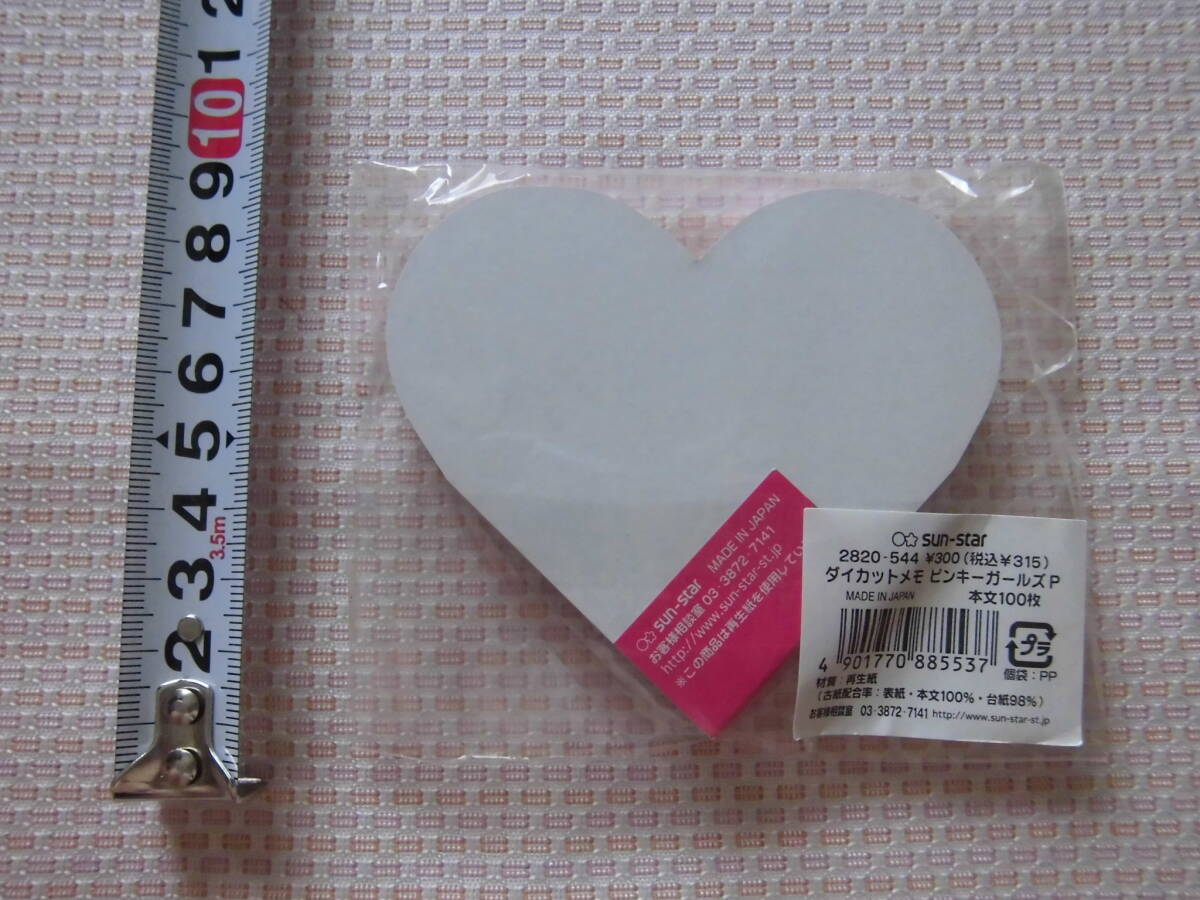 2
1
10
9
8
7
6
5
4
3.5m
3
2
sun-star MADE IN JAPAN
お客様相談室 03-3872-7141
http://www.sun-star-st.jp
※この商品は再生紙を使用してい
sun-star
2820-544 ¥300(税込¥315)
ダイカットメモ ピンキーガールズP
MADE IN JAPAN 本文100枚
4 901770 885537
プラ
個袋:PP
材質:再生紙
(古紙配合率:表紙・本文100%・台紙98%)
お客様相談室 03-3872-7141 http://www.sun-star-st.jp